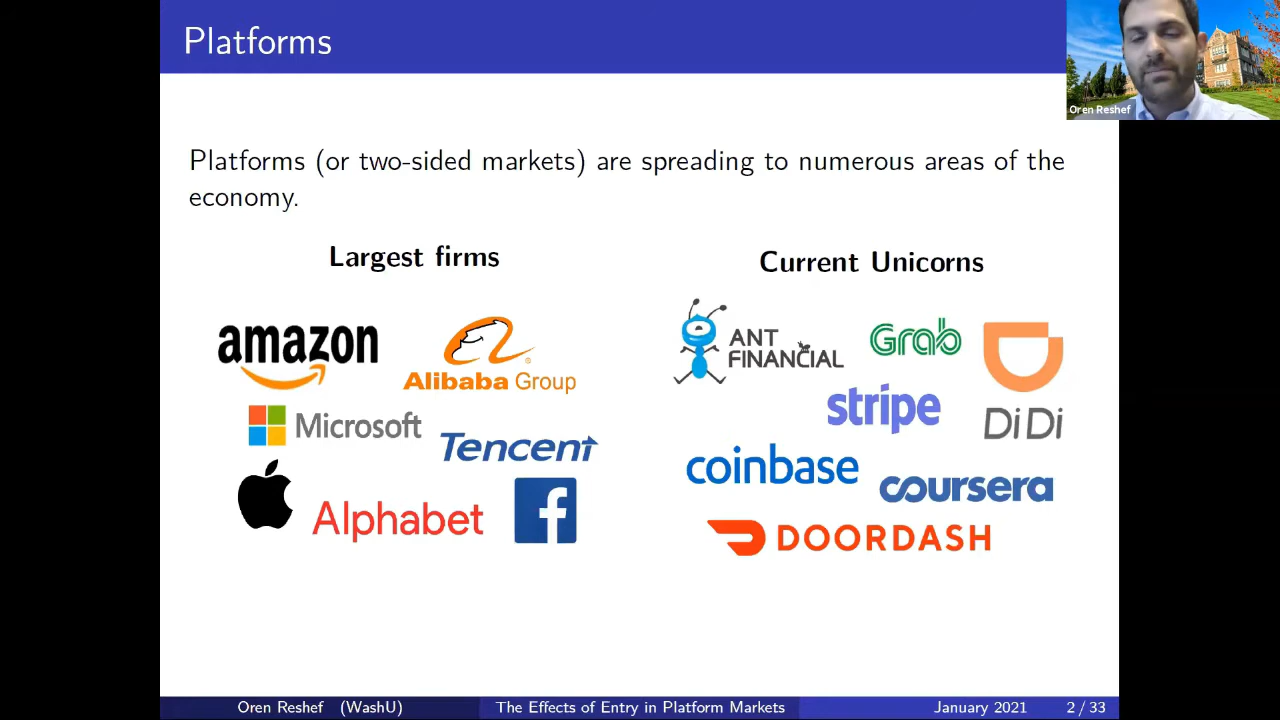 Platforms
Oren Reshef
Platforms (or two-sided markets) are spreading to numerous areas of the
economy.
Largest firms
Current Unicorns
amazon
Alibaba Group
Microsoft
Tencent
Alphabet
f
ANT
FINANCIAL
Grab
stripe
DiDi
coinbase
coursera
DOORDASH
Oren Reshef (WashU)
The Effects of Entry in Platform Markets
January 2021
2 / 33